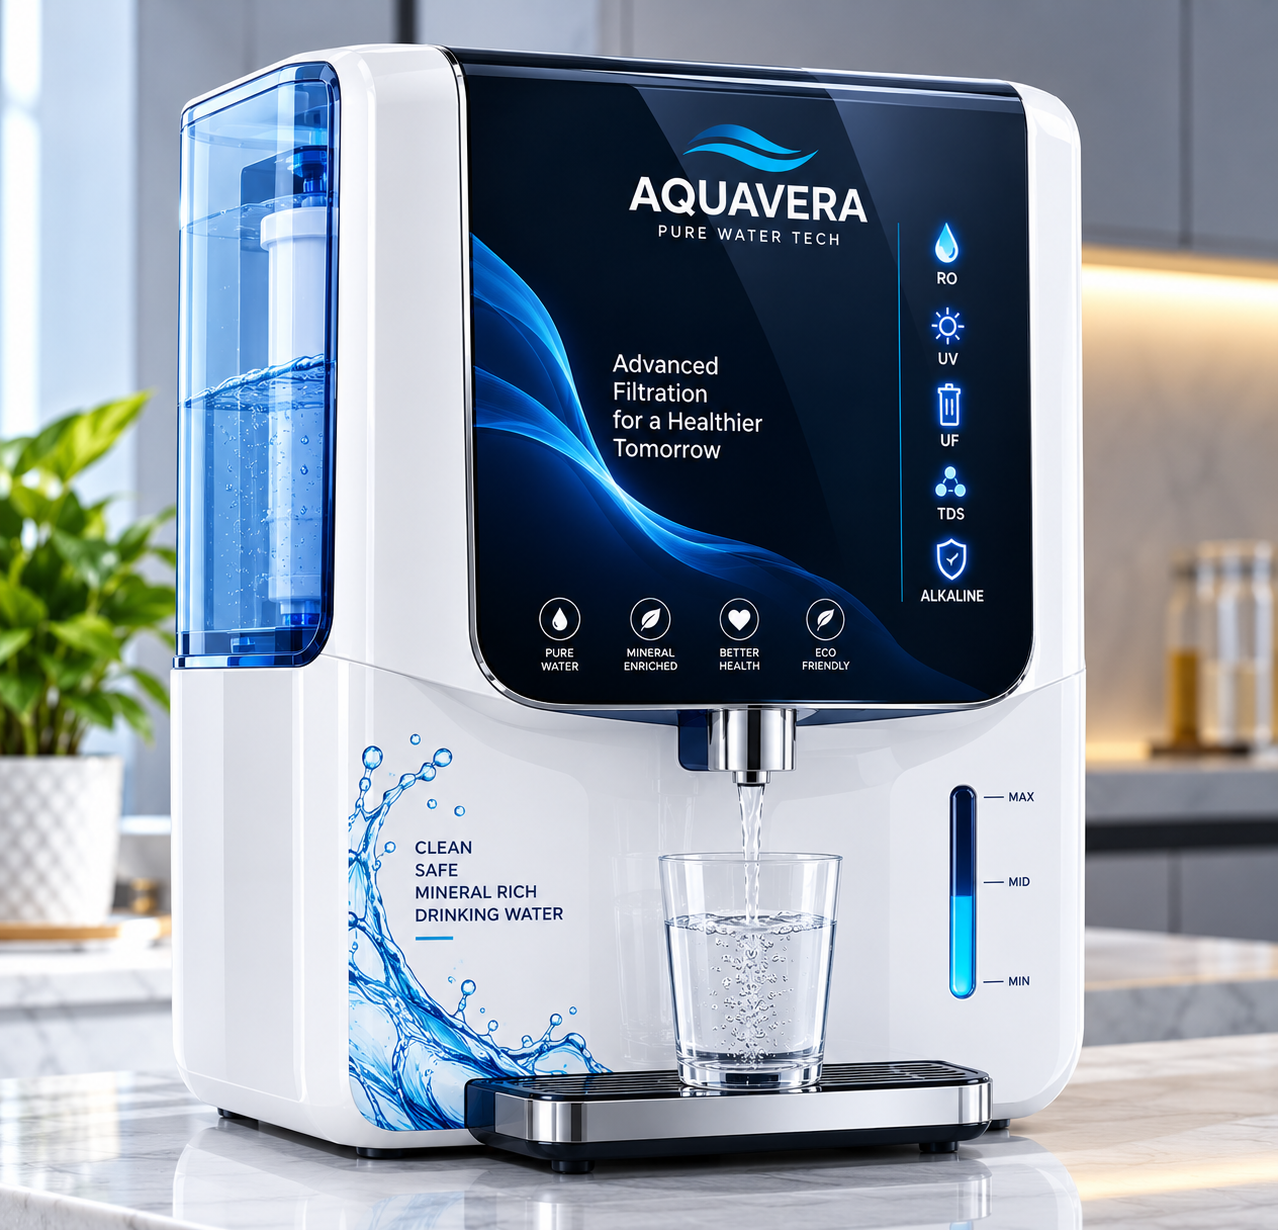 AQUAVERA
PURE WATER TECH
RO
UV
UF
TDS
ALKALINE
Advanced
Filtration
for a Healthier
Tomorrow
PURE
WATER
MINERAL
ENRICHED
BETTER
HEALTH
ECO
FRIENDLY
CLEAN
SAFE
MINERAL RICH
DRINKING WATER
MAX
MID
MIN